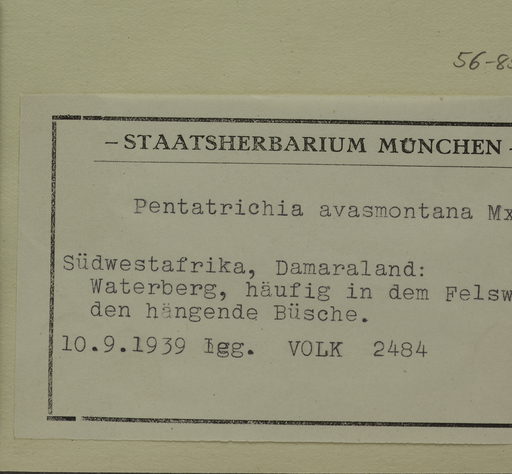 56-8
– STAATSHERBARIUM MÜNCHEN –
Pentatrichia avasmontana Mx
Südwestafrika, Damaraland:
Waterberg, häufig in dem Felsw
den hängende Büsche.
10.9.1939 lgg. VOLK 2484